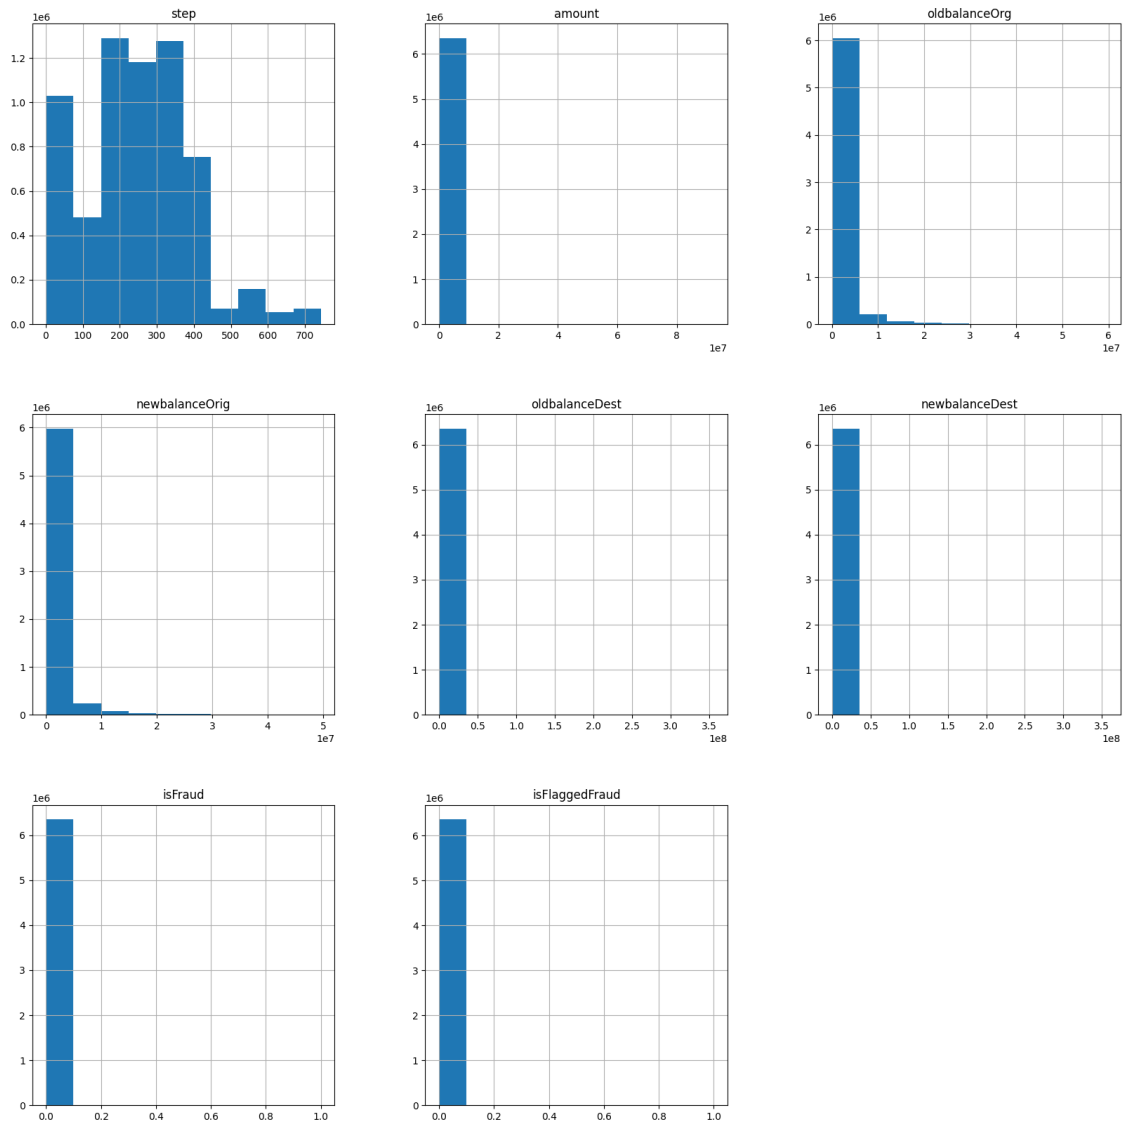 step
1e6
1.2
1.0
0.8
0.6
0.4
0.2
0.0
0 100 200 300 400 500 600 700
amount
1e6
6
5
4
3
2
1
0
0 2 4 6 8
1e7
oldbalanceOrg
1e6
6
5
4
3
2
1
0
0 1 2 3 4 5 6
1e7
newbalanceOrig
1e6
6
5
4
3
2
1
0
0 1 2 3 4 5
1e7
oldbalanceDest
1e6
6
5
4
3
2
1
0
0.0 0.5 1.0 1.5 2.0 2.5 3.0 3.5
1e8
newbalanceDest
1e6
6
5
4
3
2
1
0
0.0 0.5 1.0 1.5 2.0 2.5 3.0 3.5
1e8
isFraud
1e6
6
5
4
3
2
1
0
0.0 0.2 0.4 0.6 0.8 1.0
isFlaggedFraud
1e6
6
5
4
3
2
1
0
0.0 0.2 0.4 0.6 0.8 1.0